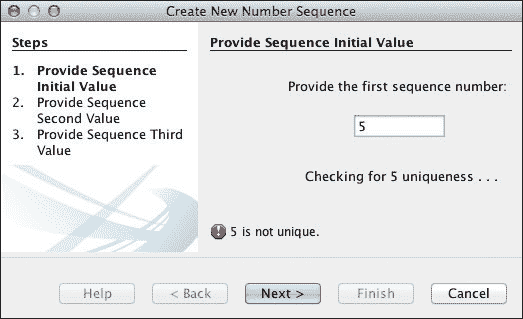 Create New Number Sequence
Steps
1. Provide Sequence
Initial Value
2. Provide Sequence
Second Value
3. Provide Sequence Third
Value
Provide Sequence Initial Value
Provide the first sequence number:
5
Checking for 5 uniqueness . . .
5 is not unique.
Help
< Back
Next >
Finish
Cancel